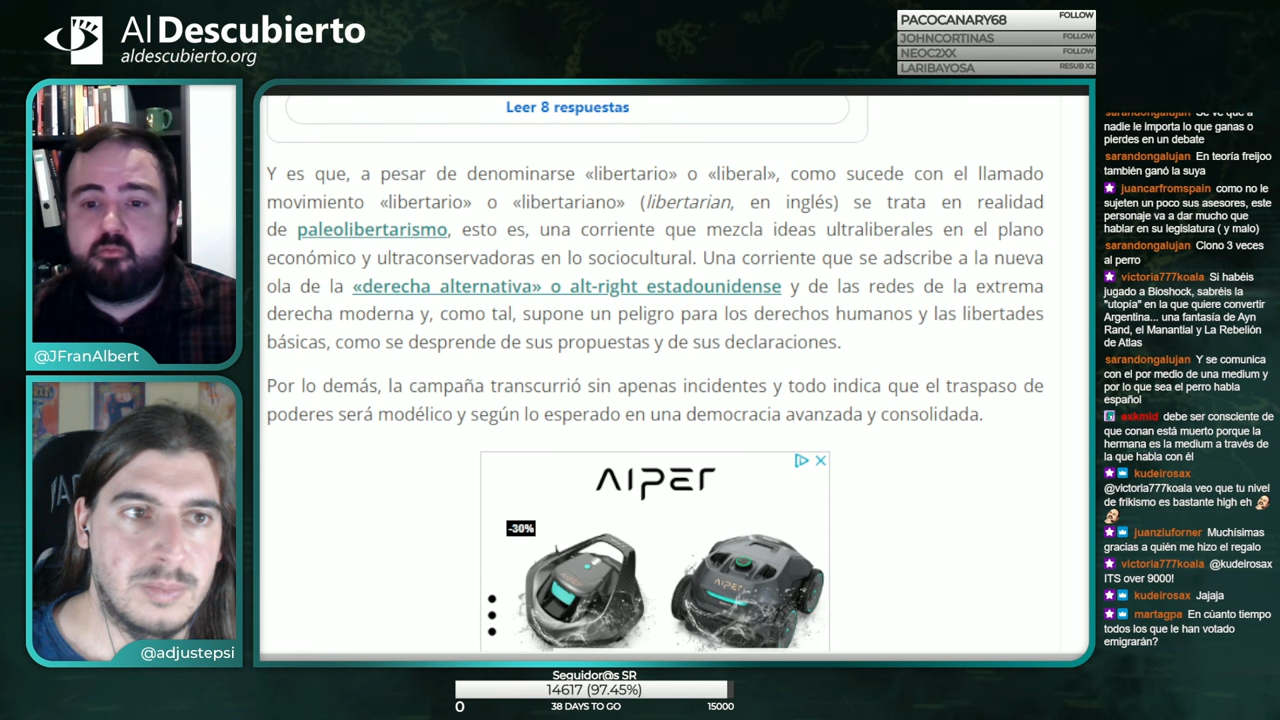 Al Descubierto
aldescubierto.org
PACOCANARY68 FOLLOW
JOHNCORTINAS FOLLOW
NEOC2XX FOLLOW
LARIBAYOSA RESUB X2
@JFranAlbert
@adjustepsi
Leer 8 respuestas
Y es que, a pesar de denominarse «libertario» o «liberal», como sucede con el llamado
movimiento «libertario» o «libertariano» (libertarian, en inglés) se trata en realidad
de paleolibertarismo, esto es, una corriente que mezcla ideas ultraliberales en el plano
económico y ultraconservadoras en lo sociocultural. Una corriente que se adscribe a la nueva
ola de la «derecha alternativa» o alt-right estadounidense y de las redes de la extrema
derecha moderna y, como tal, supone un peligro para los derechos humanos y las libertades
básicas, como se desprende de sus propuestas y de sus declaraciones.
Por lo demás, la campaña transcurrió sin apenas incidentes y todo indica que el traspaso de
poderes será modélico y según lo esperado en una democracia avanzada y consolidada.
AIPER
-30%
AIPER
sarandongalujan Se ve que a
nadie le importa lo que ganas o
pierdes en un debate
sarandongalujan En teoría freijoo
también ganó la suya
juancarfromspain como no le
sujeten un poco sus asesores, este
personaje va a dar mucho que
hablar en su legislatura ( y malo)
sarandongalujan Clono 3 veces
al perro
victoria777koala Si habéis
jugado a Bioshock, sabréis la
"utopía" en la que quiere convertir
Argentina... una fantasía de Ayn
Rand, el Manantial y La Rebelión
de Atlas
sarandongalujan Y se comunica
con el por medio de una medium y
por lo que sea el perro habla
español
exkmld debe ser consciente de
que conan está muerto porque la
hermana es la medium a través de
la que habla con él
kudeirosax
@victoria777koala veo que tu nivel
de frikismo es bastante high eh
juanziuforner Muchísimas
gracias a quién me hizo el regalo
victoria777koala @kudeirosax
ITS over 9000!
kudeirosax Jajaja
martagpa En cúanto tiempo
todos los que le han votado
emigrarán?
Seguidor@s SR
14617 (97.45%)
0 38 DAYS TO GO 15000